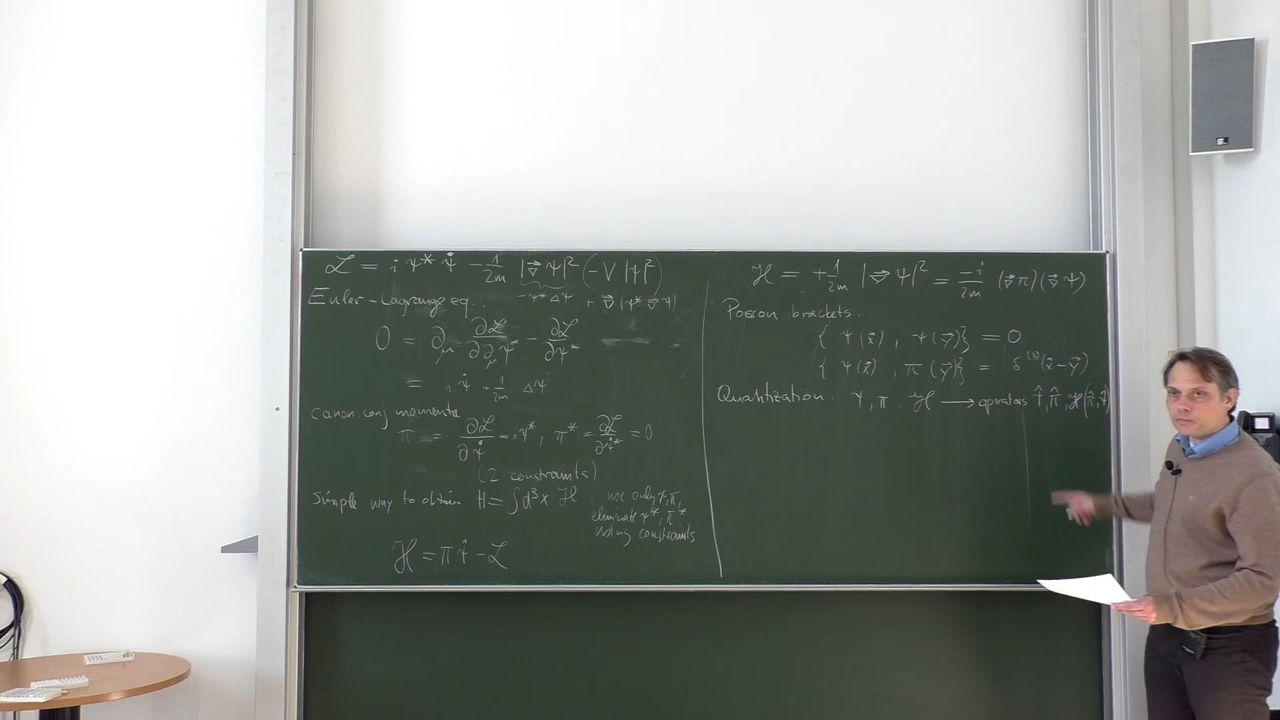 ℒ = i ψ* ψ̇ - 1/2m |∇⃗ψ|² (-V |ψ|²)
-ψ* Δψ + ∇⃗(ψ* ∇⃗ψ)
Euler-Lagrange eq.
0 = ∂_μ ∂ℒ/∂∂_μψ* - ∂ℒ/∂ψ*
= iψ̇ + 1/2m Δψ
canon conj momenta
π = ∂ℒ/∂ψ̇ = iψ*, π* = ∂ℒ/∂ψ̇* = 0
(2 constraints)
Simple way to obtain H = ∫d³x ℋ : use only ψ, π,
eliminate ψ*, π*
using constraints
ℋ = πψ̇ - ℒ
ℋ = +1/2m |∇⃗ψ|² = -i/2m (∇⃗π)(∇⃗ψ)
Poisson brackets.
{ψ(x⃗), ψ(y⃗)} = 0
{ψ(x⃗), π(y⃗)} = δ⁽³⁾(x⃗-y⃗)
Quantization. ψ, π, ℋ ⟶ operators ψ̂, π̂, ℋ(π̂, ψ̂)